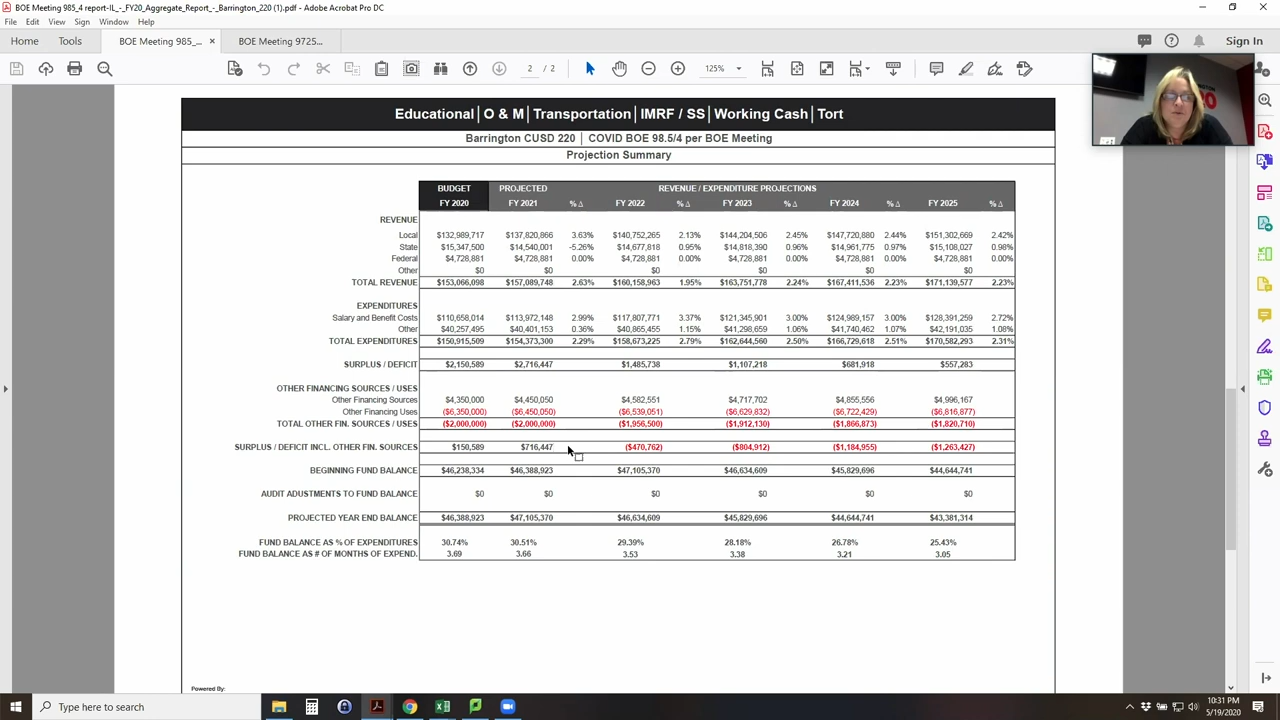 BOE Meeting 985_4 report-IL_-_FY20_Aggregate_Report_-_Barrington_220 (1).pdf - Adobe Acrobat Pro DC
File Edit View Sign Window Help
Home Tools BOE Meeting 985_... × BOE Meeting 9725... Sign In
2 125%
Educational | O & M | Transportation | IMRF / SS | Working Cash | Tort
Barrington CUSD 220 | COVID BOE 98.5/4 per BOE Meeting
Projection Summary
BUDGET PROJECTED REVENUE / EXPENDITURE PROJECTIONS
FY 2020 FY 2021 % Δ FY 2022 % Δ FY 2023 % Δ FY 2024 % Δ FY 2025 % Δ
REVENUE
Local $132,989,717 $137,820,866 3.63% $140,752,265 2.13% $144,204,506 2.45% $147,720,880 2.44% $151,302,669 2.42%
State $15,347,500 $14,540,001 -5.26% $14,677,818 0.95% $14,818,390 0.96% $14,961,775 0.97% $15,108,027 0.98%
Federal $4,728,881 $4,728,881 0.00% $4,728,881 0.00% $4,728,881 0.00% $4,728,881 0.00% $4,728,881 0.00%
Other $0 $0 $0 $0 $0 $0
TOTAL REVENUE $153,066,098 $157,089,748 2.63% $160,158,963 1.95% $163,751,778 2.24% $167,411,536 2.23% $171,139,577 2.23%
EXPENDITURES
Salary and Benefit Costs $110,658,014 $113,972,148 2.99% $117,807,771 3.37% $121,345,901 3.00% $124,989,157 3.00% $128,391,259 2.72%
Other $40,257,495 $40,401,153 0.36% $40,865,455 1.15% $41,298,659 1.06% $41,740,462 1.07% $42,191,035 1.08%
TOTAL EXPENDITURES $150,915,509 $154,373,300 2.29% $158,673,225 2.79% $162,644,560 2.50% $166,729,618 2.51% $170,582,293 2.31%
SURPLUS / DEFICIT $2,150,589 $2,716,447 $1,485,738 $1,107,218 $681,918 $557,283
OTHER FINANCING SOURCES / USES
Other Financing Sources $4,350,000 $4,450,050 $4,582,551 $4,717,702 $4,855,556 $4,996,167
Other Financing Uses ($6,350,000) ($6,450,050) ($6,539,051) ($6,629,832) ($6,722,429) ($6,816,877)
TOTAL OTHER FIN. SOURCES / USES ($2,000,000) ($2,000,000) ($1,956,500) ($1,912,130) ($1,866,873) ($1,820,710)
SURPLUS / DEFICIT INCL. OTHER FIN. SOURCES $150,589 $716,447 ($470,762) ($804,912) ($1,184,955) ($1,263,427)
BEGINNING FUND BALANCE $46,238,334 $46,388,923 $47,105,370 $46,634,609 $45,829,696 $44,644,741
AUDIT ADUSTMENTS TO FUND BALANCE $0 $0 $0 $0 $0 $0
PROJECTED YEAR END BALANCE $46,388,923 $47,105,370 $46,634,609 $45,829,696 $44,644,741 $43,381,314
FUND BALANCE AS % OF EXPENDITURES 30.74% 30.51% 29.39% 28.18% 26.78% 25.43%
FUND BALANCE AS # OF MONTHS OF EXPEND. 3.69 3.66 3.53 3.38 3.21 3.05
Powered By:
Type here to search
10:31 PM
5/19/2020